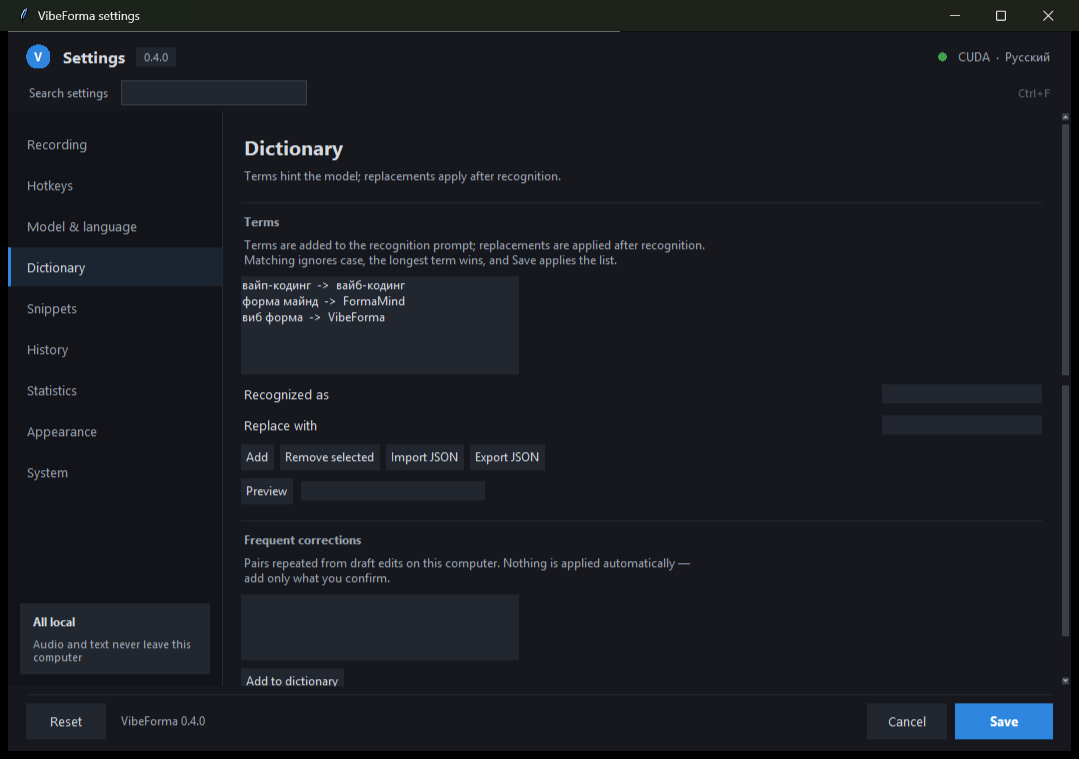 VibeForma settings
V Settings 0.4.0
CUDA · Русский
Search settings
Ctrl+F
Recording
Hotkeys
Model & language
Dictionary
Snippets
History
Statistics
Appearance
System
All local
Audio and text never leave this
computer
Dictionary
Terms hint the model; replacements apply after recognition.
Terms
Terms are added to the recognition prompt; replacements are applied after recognition.
Matching ignores case, the longest term wins, and Save applies the list.
вайп-кодинг -> вайб-кодинг
форма майнд -> FormaMind
виб форма -> VibeForma
Recognized as
Replace with
Add Remove selected Import JSON Export JSON
Preview
Frequent corrections
Pairs repeated from draft edits on this computer. Nothing is applied automatically —
add only what you confirm.
Add to dictionary
Reset VibeForma 0.4.0 Cancel Save